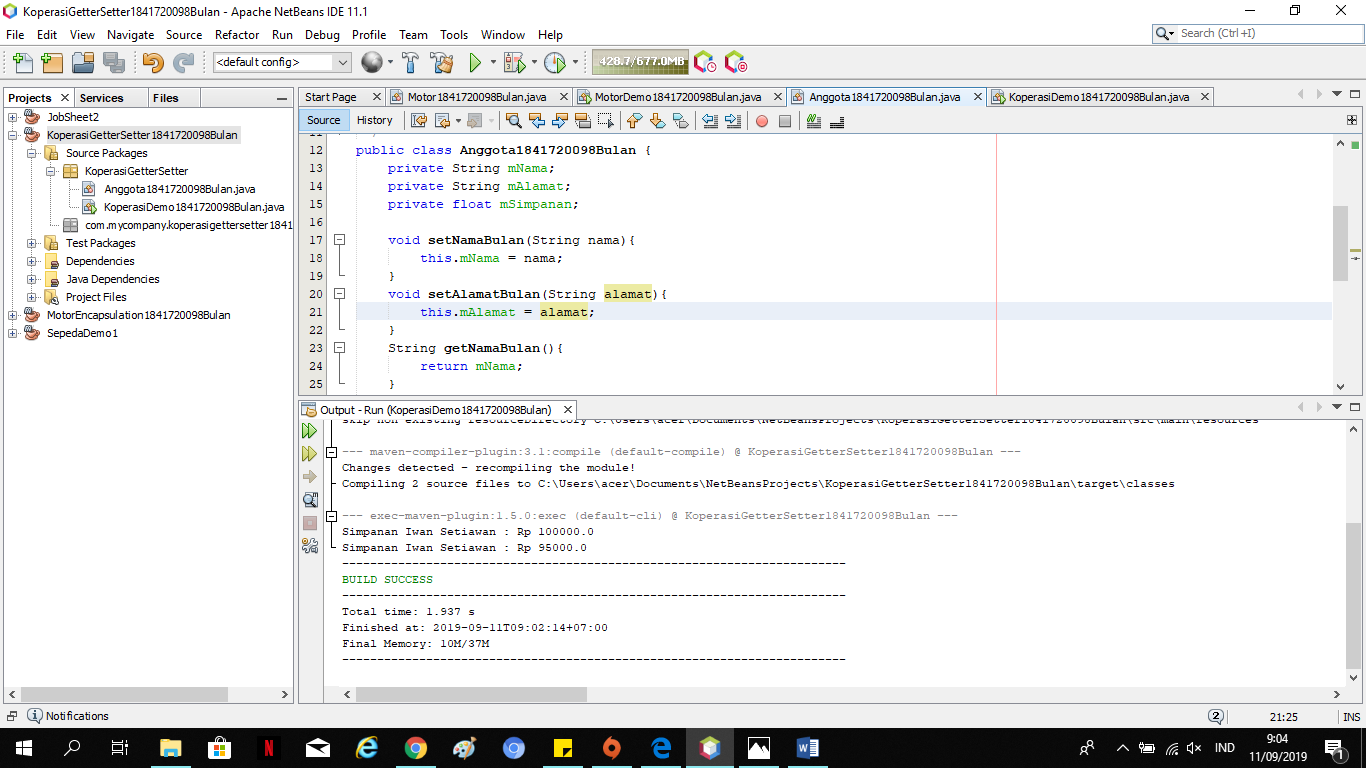 KoperasiGetterSetter1841720098Bulan - Apache NetBeans IDE 11.1
File Edit View Navigate Source Refactor Run Debug Profile Team Tools Window Help
Search (Ctrl+I)
<default config>
428.7/677.0MB
Projects Services Files
JobSheet2
KoperasiGetterSetter1841720098Bulan
Source Packages
KoperasiGetterSetter
Anggota1841720098Bulan.java
KoperasiDemo1841720098Bulan.java
com.mycompany.koperasigettersetter1841
Test Packages
Dependencies
Java Dependencies
Project Files
MotorEncapsulation1841720098Bulan
SepedaDemo1
Start Page Motor1841720098Bulan.java MotorDemo1841720098Bulan.java Anggota1841720098Bulan.java KoperasiDemo1841720098Bulan.java
Source History
11
12 public class Anggota1841720098Bulan {
13 private String mNama;
14 private String mAlamat;
15 private float mSimpanan;
16
17 void setNamaBulan(String nama){
18 this.mNama = nama;
19 }
20 void setAlamatBulan(String alamat){
21 this.mAlamat = alamat;
22 }
23 String getNamaBulan(){
24 return mNama;
25 }
Output - Run (KoperasiDemo1841720098Bulan)
skip non existing resourceDirectory C:\Users\acer\Documents\NetBeansProjects\KoperasiGetterSetter1841720098Bulan\src\main\resources
--- maven-compiler-plugin:3.1:compile (default-compile) @ KoperasiGetterSetter1841720098Bulan ---
Changes detected - recompiling the module!
Compiling 2 source files to C:\Users\acer\Documents\NetBeansProjects\KoperasiGetterSetter1841720098Bulan\target\classes
--- exec-maven-plugin:1.5.0:exec (default-cli) @ KoperasiGetterSetter1841720098Bulan ---
Simpanan Iwan Setiawan : Rp 100000.0
Simpanan Iwan Setiawan : Rp 95000.0
------------------------------------------------------------------------
BUILD SUCCESS
------------------------------------------------------------------------
Total time: 1.937 s
Finished at: 2019-09-11T09:02:14+07:00
Final Memory: 10M/37M
------------------------------------------------------------------------
Notifications
2
21:25
INS
IND
9:04
11/09/2019
1